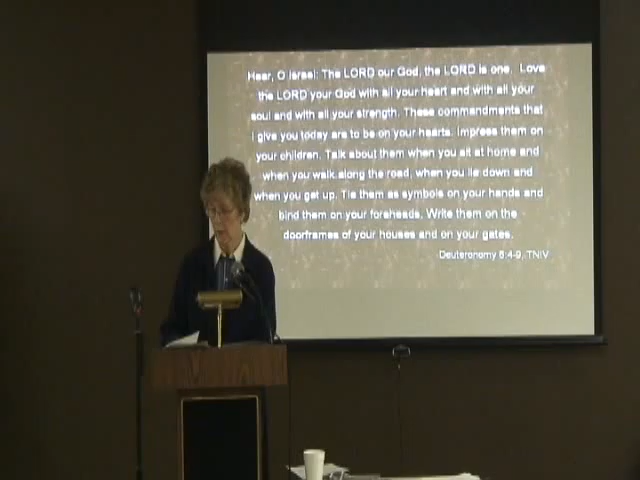 Hear, O Israel: The LORD our God, the LORD is one. Love
the LORD your God with all your heart and with all your
soul and with all your strength. These commandments that
I give you today are to be on your hearts. Impress them on
your children. Talk about them when you sit at home and
when you walk along the road, when you lie down and
when you get up. Tie them as symbols on your hands and
bind them on your foreheads. Write them on the
doorframes of your houses and on your gates.
Deuteronomy 6:4-9, TNIV